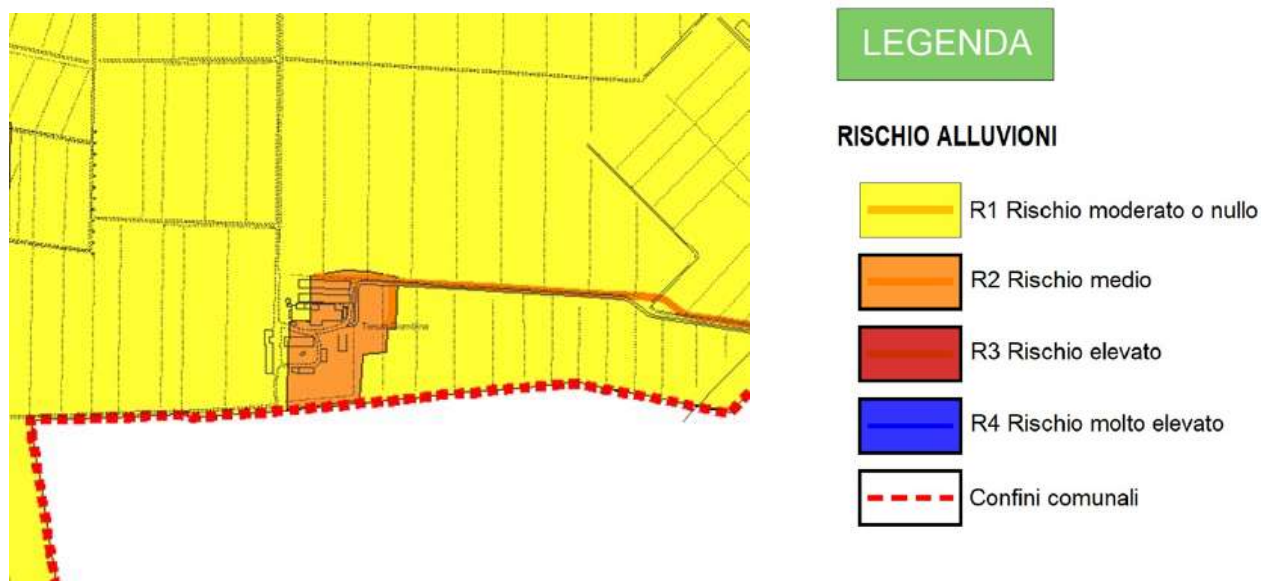 LEGENDA
RISCHIO ALLUVIONI
R1 Rischio moderato o nullo
R2 Rischio medio
R3 Rischio elevato
R4 Rischio molto elevato
Confini comunali